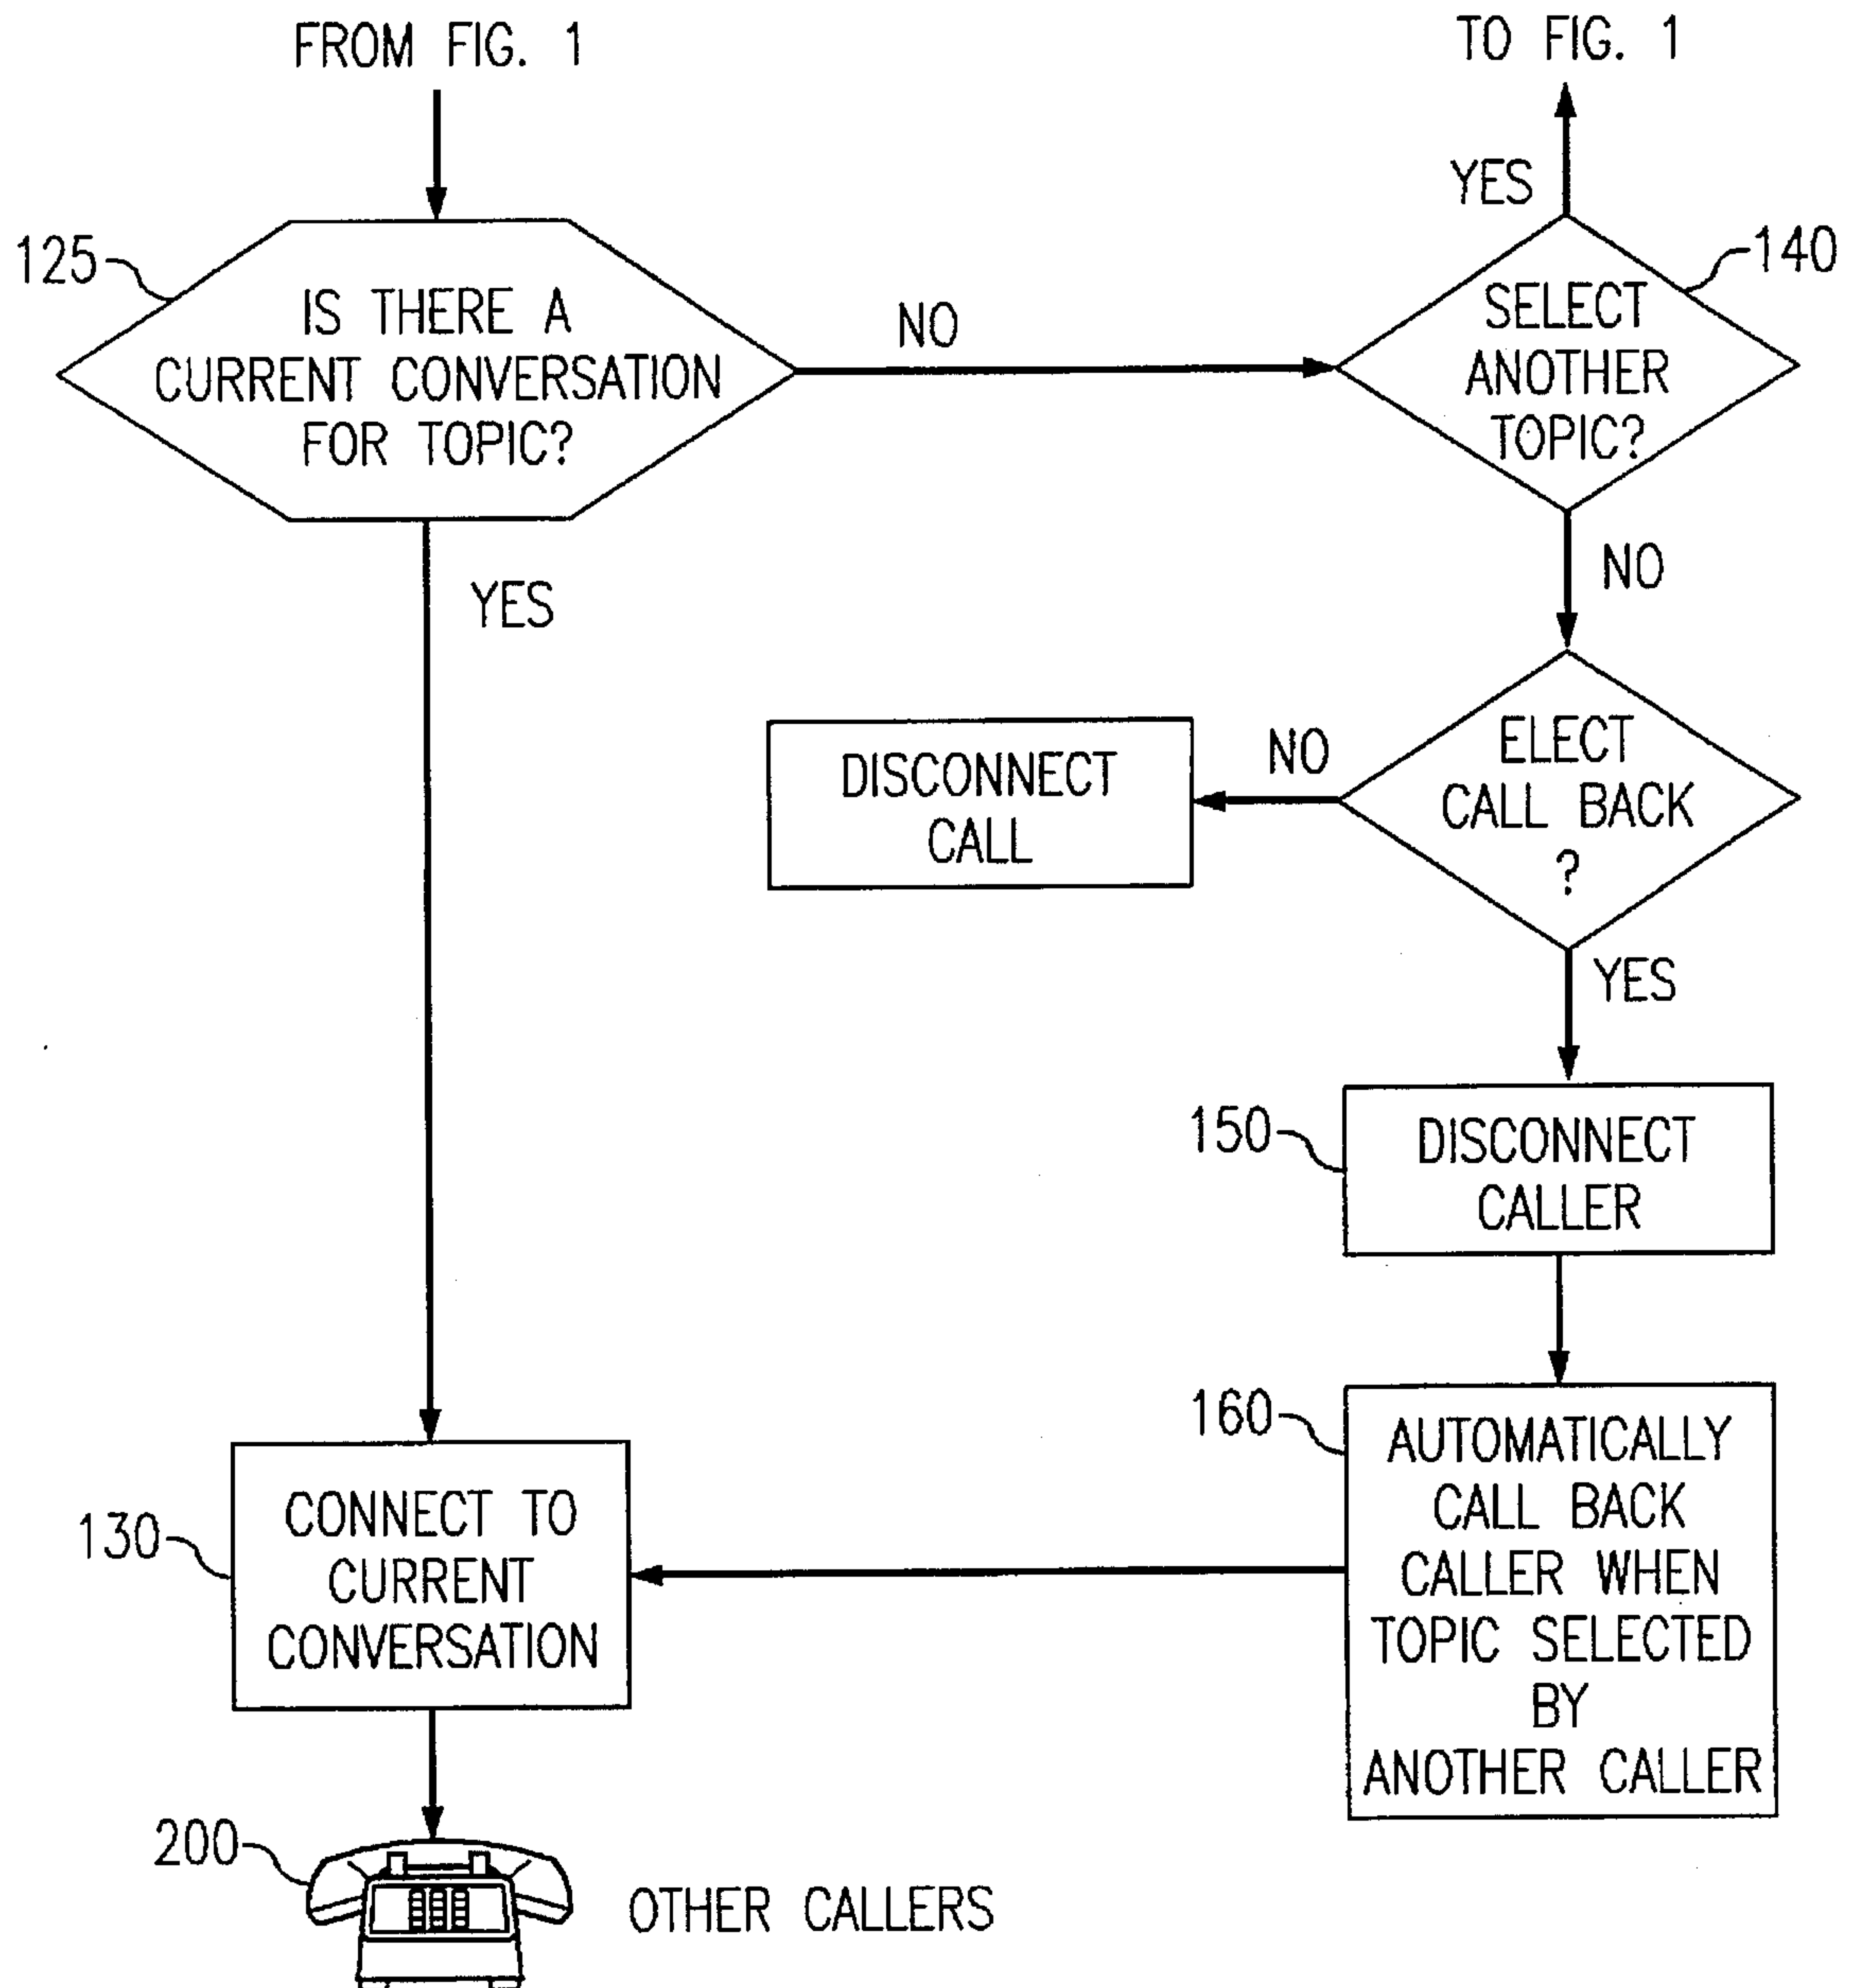 FROM FIG. 1
TO FIG. 1
YES
125
IS THERE A
CURRENT CONVERSATION
FOR TOPIC?
NO
140
SELECT
ANOTHER
TOPIC?
YES
NO
ELECT
CALL BACK
?
NO
DISCONNECT
CALL
YES
150
DISCONNECT
CALLER
160
AUTOMATICALLY
CALL BACK
CALLER WHEN
TOPIC SELECTED
BY
ANOTHER CALLER
130
CONNECT TO
CURRENT
CONVERSATION
200
OTHER CALLERS